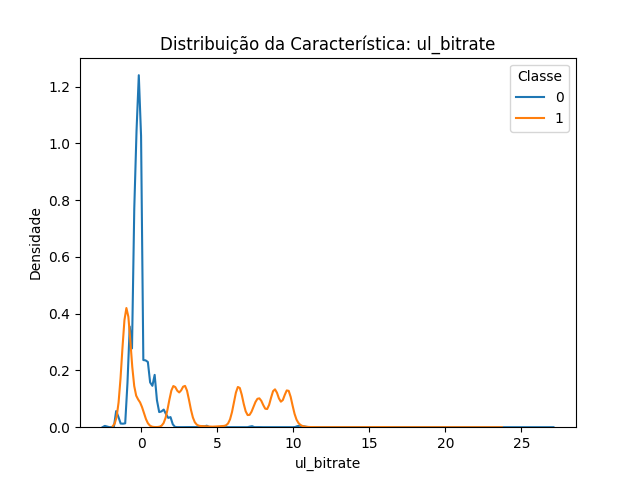 Distribuição da Característica: ul_bitrate
Classe
0
1
Densidade
1.2
1.0
0.8
0.6
0.4
0.2
0.0
0 5 10 15 20 25
ul_bitrate